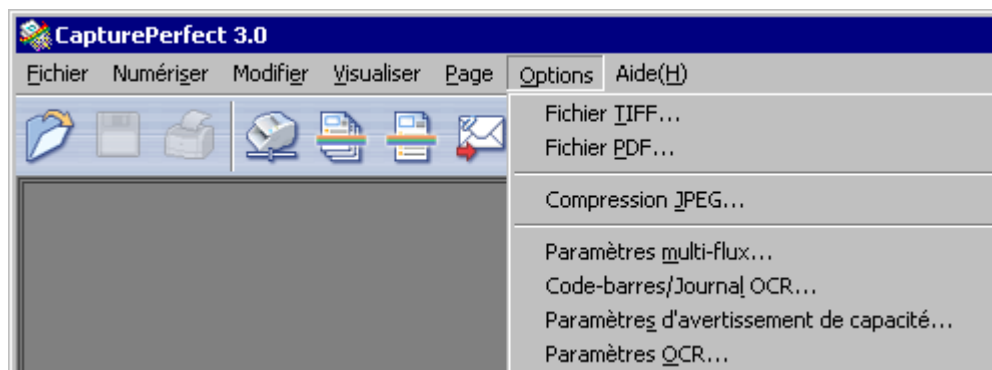 CapturePerfect 3.0
Fichier Numériser Modifier Visualiser Page Options Aide(H)
Fichier TIFF...
Fichier PDF...
Compression JPEG...
Paramètres multi-flux...
Code-barres/Journal OCR...
Paramètres d'avertissement de capacité...
Paramètres OCR...